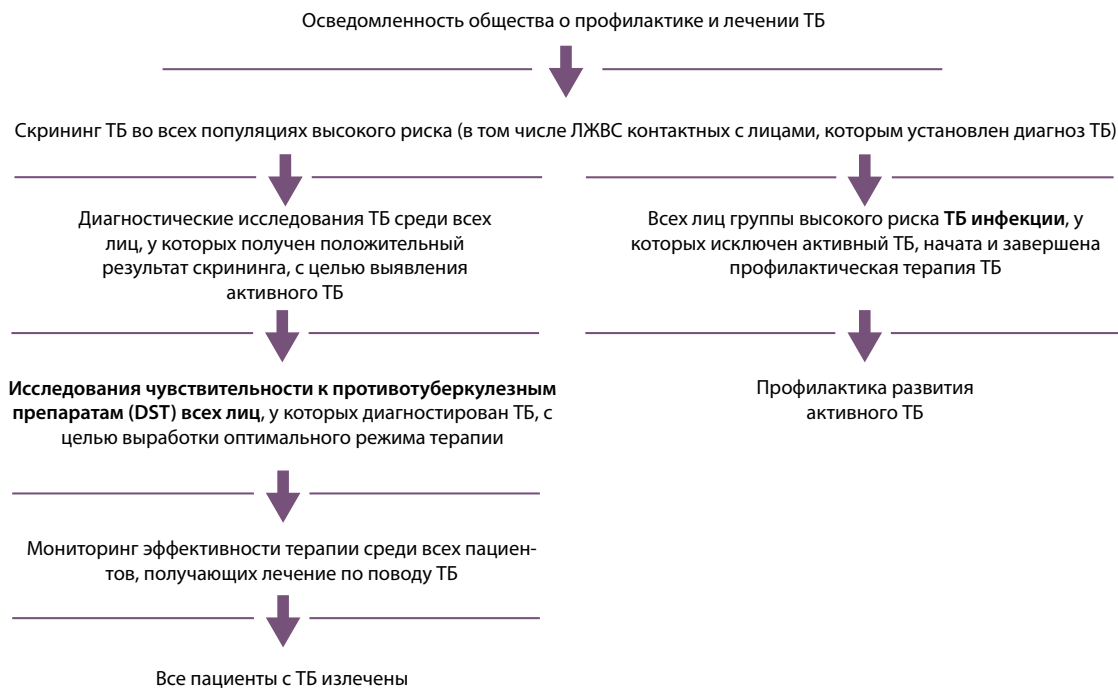 Осведомленность общества о профилактике и лечении ТБ
Скрининг ТБ во всех популяциях высокого риска (в том числе ЛЖВС контактных с лицами, которым установлен диагноз ТБ)
Диагностические исследования ТБ среди всех
лиц, у которых получен положительный
результат скрининга, с целью выявления
активного ТБ
Всех лиц группы высокого риска ТБ инфекции, у
которых исключен активный ТБ, начата и завершена
профилактическая терапия ТБ
Исследования чувствительности к противотуберкулезным
препаратам (DST) всех лиц, у которых диагностирован ТБ, с
целью выработки оптимального режима терапии
Профилактика развития
активного ТБ
Мониторинг эффективности терапии среди всех пациен-
тов, получающих лечение по поводу ТБ
Все пациенты с ТБ излечены